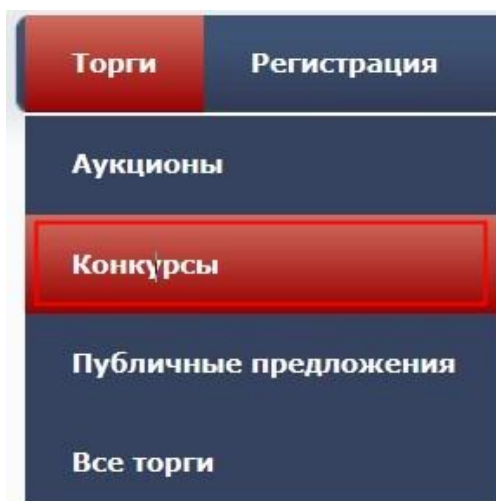 Торги Регистрация
Аукционы
Конкурсы
Публичные предложения
Все торги